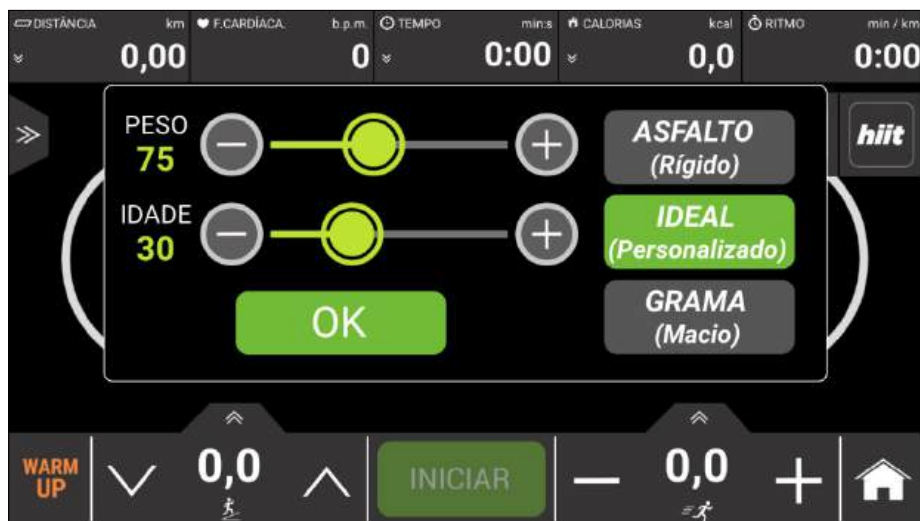 DISTÂNCIA km F.CARDÍACA. b.p.m. TEMPO min:s CALORIAS kcal RITMO min / km
0,00 0 0:00 0,0 0:00
PESO
75
IDADE
30
OK
ASFALTO
(Rígido)
IDEAL
(Personalizado)
GRAMA
(Macio)
hiit
WARM
UP
0,0
INICIAR
0,0